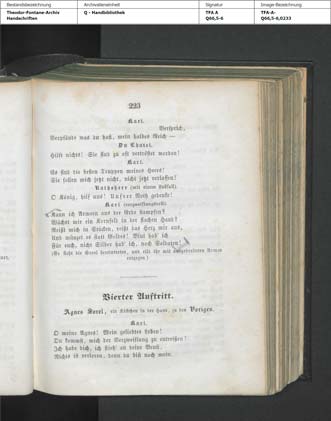 Bestandsbezeichnung
Archivalieneinheit
Signatur
Image-Bezeichnung
Theodor-Fontane-Archiv
Handschriften
Q - Handbibliothek
TFA A
Q66,5-6
TFA-A-
Q66,5-6,0233
223
Karl.
Versprich,
Verpfände was du hast, mein halbes Reich —
Du Chatel.
Hilft nichts! Sie sind zu oft vertröstet worden!
Karl.
Es sind die besten Truppen meines Heers!
Sie sollen mich jetzt nicht, nicht jetzt verlassen!
Rathsherr (mit einem Fußfall).
O König, hilf uns! Unsrer Noth gedenke!
Karl (verzweiflungsvoll).
Kann ich Armeen aus der Erde stampfen?
Wächst mir ein Kornfeld in der flachen Hand?
Reißt mich in Stücken, reißt das Herz mir aus,
Und münzet es statt Goldes! Blut hab' ich
Für euch, nicht Silber hab' ich, noch Soldaten!
(Er sieht die Sorel hereintreten, und eilt ihr mit ausgebreiteten Armen
entgegen.)
Vierter Auftritt.
Agnes Sorel, ein Kästchen in der Hand, zu den Vorigen.
Karl.
O meine Agnes! Mein geliebtes Leben!
Du kommst, mich der Verzweiflung zu entreißen!
Ich habe dich, ich flieh' an deine Brust,
Nichts ist verloren, denn du bist noch mein.